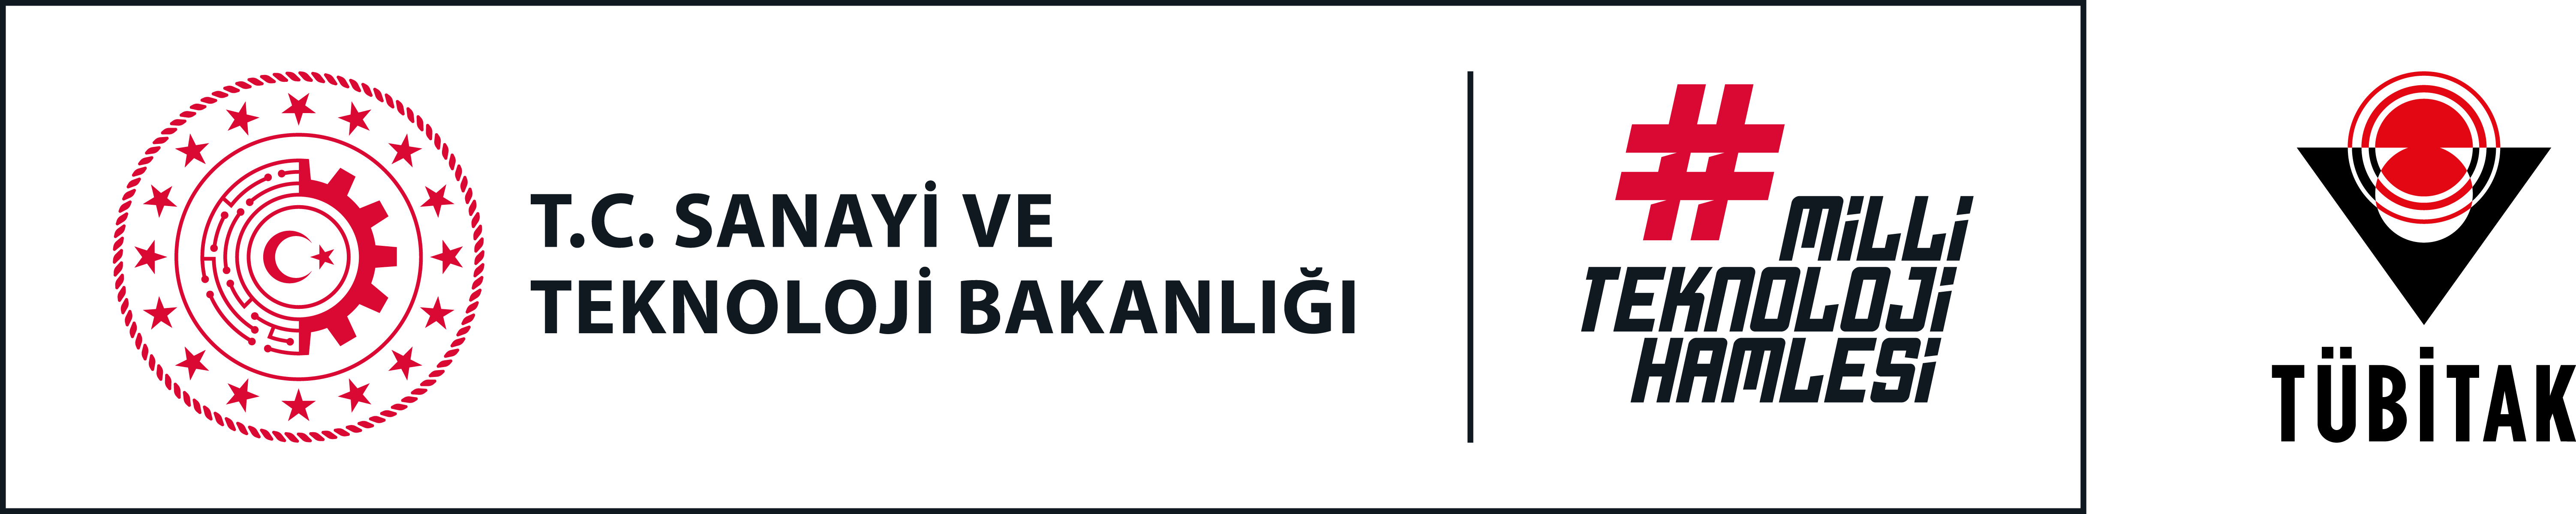 T.C. SANAYİ VE
TEKNOLOJİ BAKANLIĞI
#MİLLİ
TEKNOLOJİ
HAMLESİ
TÜBİTAK